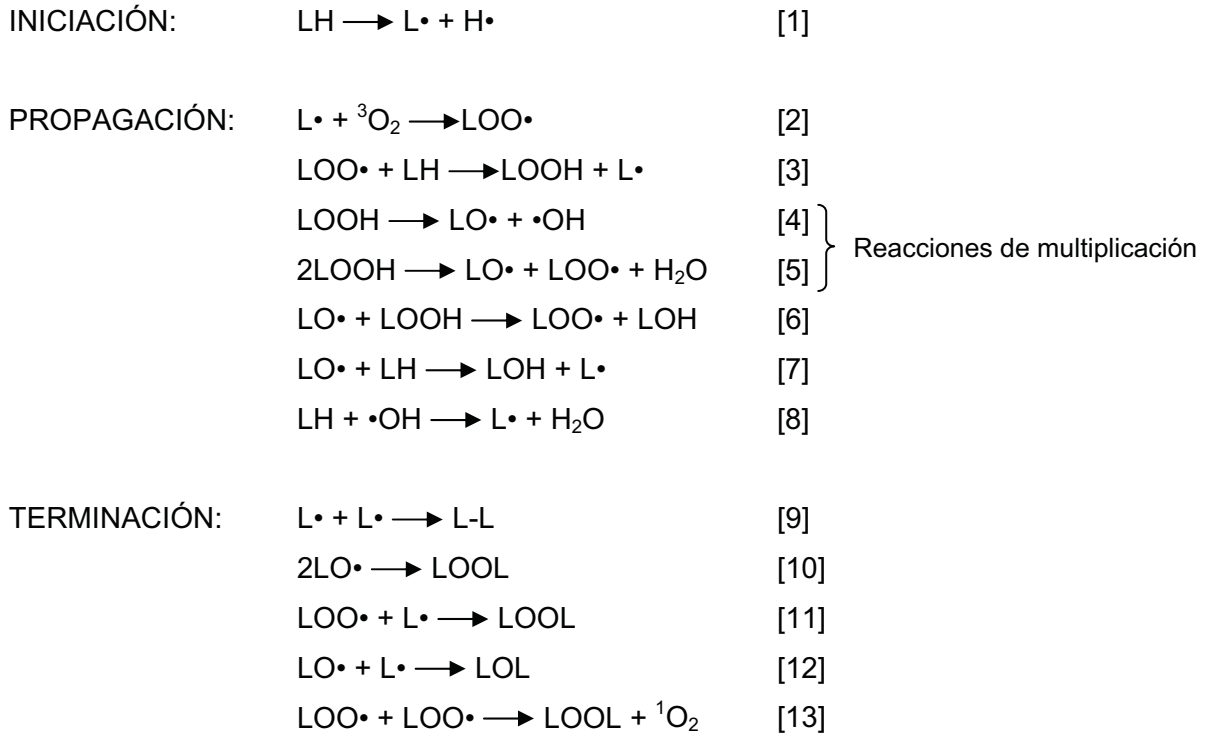 INICIACIÓN: LH ⟶ L• + H• [1]
PROPAGACIÓN: L• + ³O₂ ⟶ LOO• [2]
LOO• + LH ⟶ LOOH + L• [3]
LOOH ⟶ LO• + •OH [4]
Reacciones de multiplicación
2LOOH ⟶ LO• + LOO• + H₂O [5]
LO• + LOOH ⟶ LOO• + LOH [6]
LO• + LH ⟶ LOH + L• [7]
LH + •OH ⟶ L• + H₂O [8]
TERMINACIÓN: L• + L• ⟶ L-L [9]
2LO• ⟶ LOOL [10]
LOO• + L• ⟶ LOOL [11]
LO• + L• ⟶ LOL [12]
LOO• + LOO• ⟶ LOOL + ¹O₂ [13]